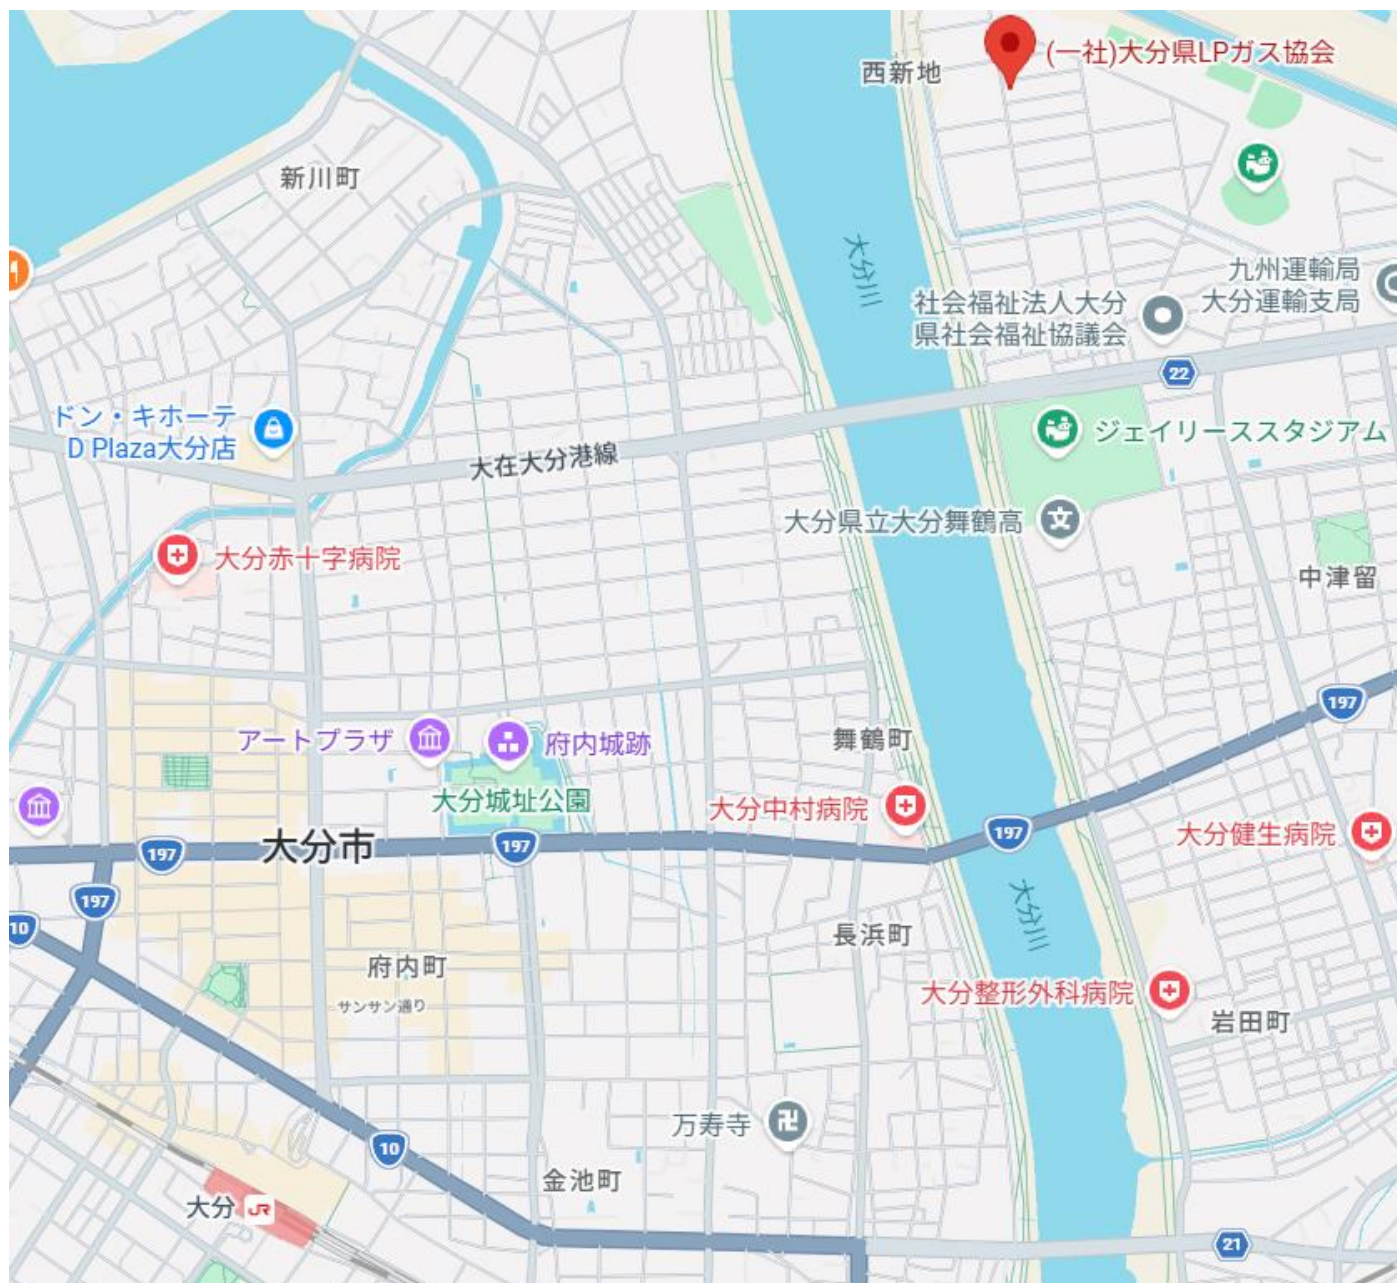 (一社)大分県LPガス協会
西新地
新川町
大分川
九州運輸局
大分運輸支局
社会福祉法人大分
県社会福祉協議会
22
ドン・キホーテ
D Plaza大分店
ジェイリーススタジアム
大在大分港線
大分県立大分舞鶴高
文
大分赤十字病院
中津留
197
アートプラザ
府内城跡
舞鶴町
大分城址公園
大分中村病院
197
大分健生病院
大分市
197
197
197
10
大分川
長浜町
府内町
大分整形外科病院
サンサン通り
岩田町
万寿寺
卍
10
金池町
大分
JR
21